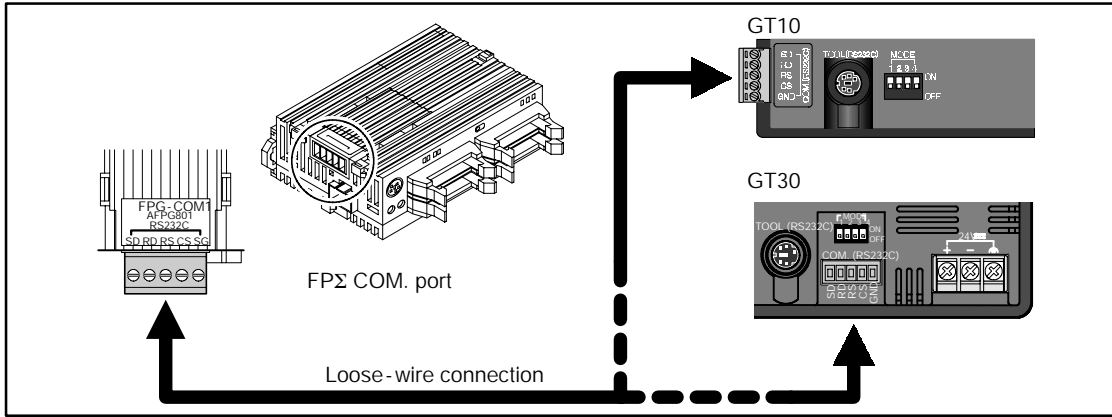 GT10
SD
RD
RS
CS
GND
COM.(RS232C)
TOOL(RS232C)
MODE
1 2 3 4
ON
OFF
FPG-COM1
AFPG801
RS232C
SD RD RS CS SG
FPΣ COM. port
GT30
TOOL (RS232C)
MODE
1 2 3 4
ON
OFF
COM. (RS232C)
SD
RD
RS
CS
GND
24V
+ −
Loose-wire connection